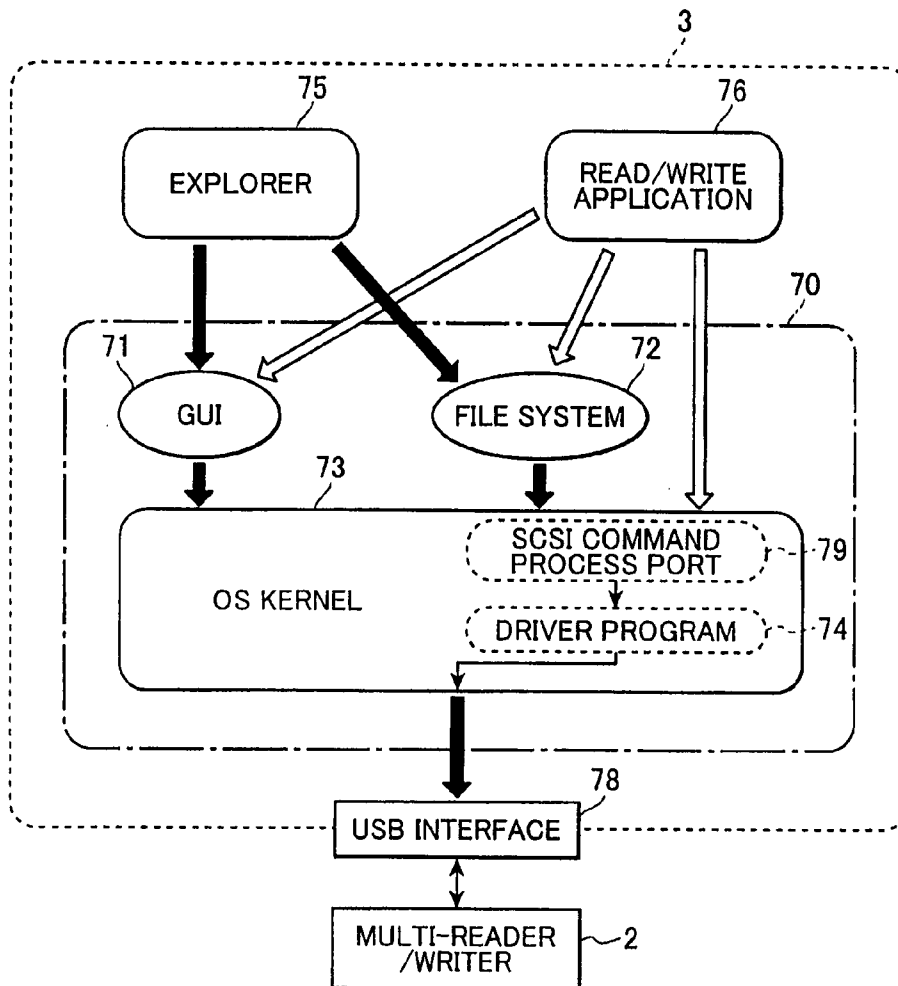 3
75
76
EXPLORER
READ/WRITE
APPLICATION
70
71
72
GUI
FILE SYSTEM
73
SCSI COMMAND
PROCESS PORT
79
OS KERNEL
DRIVER PROGRAM
74
78
USB INTERFACE
MULTI-READER
/WRITER
2